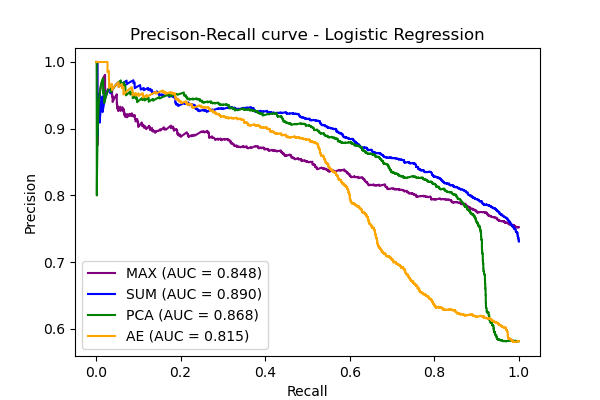 Precison-Recall curve - Logistic Regression
Precision
1.0
0.9
0.8
0.7
0.6
MAX (AUC = 0.848)
SUM (AUC = 0.890)
PCA (AUC = 0.868)
AE (AUC = 0.815)
0.0 0.2 0.4 0.6 0.8 1.0
Recall